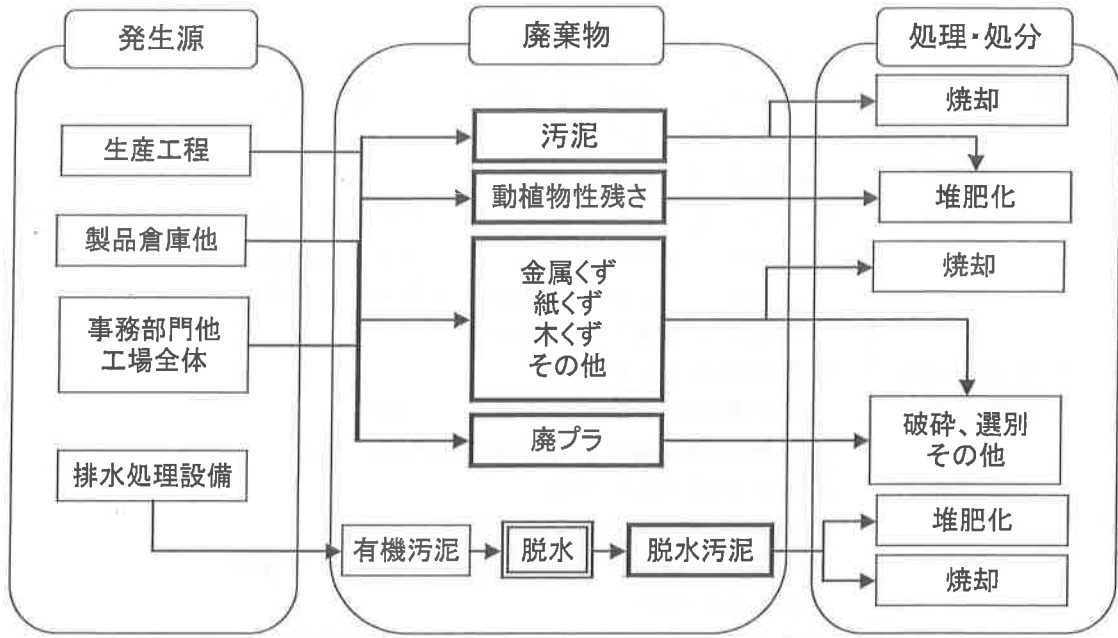 発生源
生産工程
製品倉庫他
事務部門他
工場全体
排水処理設備
廃棄物
汚泥
動植物性残さ
金属くず
紙くず
木くず
その他
廃プラ
有機汚泥
脱水
脱水汚泥
処理・処分
焼却
堆肥化
焼却
破砕、選別
その他
堆肥化
焼却